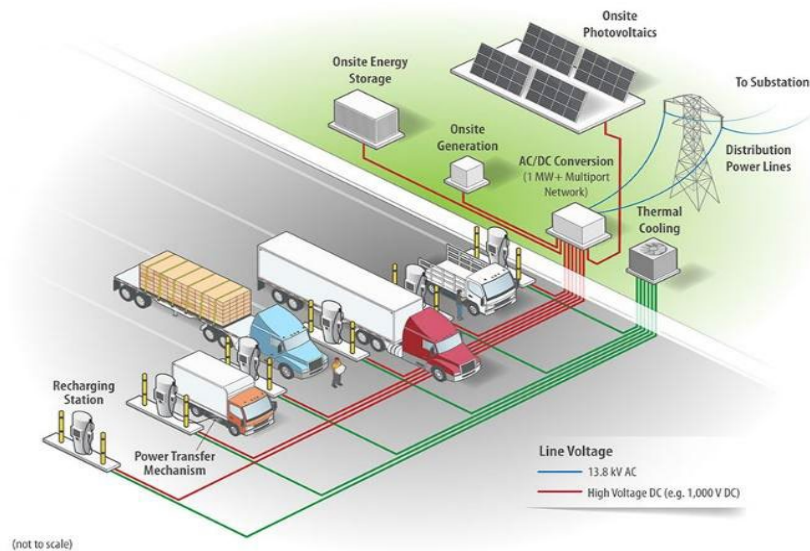 Onsite
Photovoltaics
Onsite Energy
Storage
To Substation
Onsite
Generation
AC/DC Conversion
(1 MW+ Multiport
Network)
Distribution
Power Lines
Thermal
Cooling
Recharging
Station
Power Transfer
Mechanism
Line Voltage
13.8 kV AC
High Voltage DC (e.g. 1,000 V DC)
(not to scale)